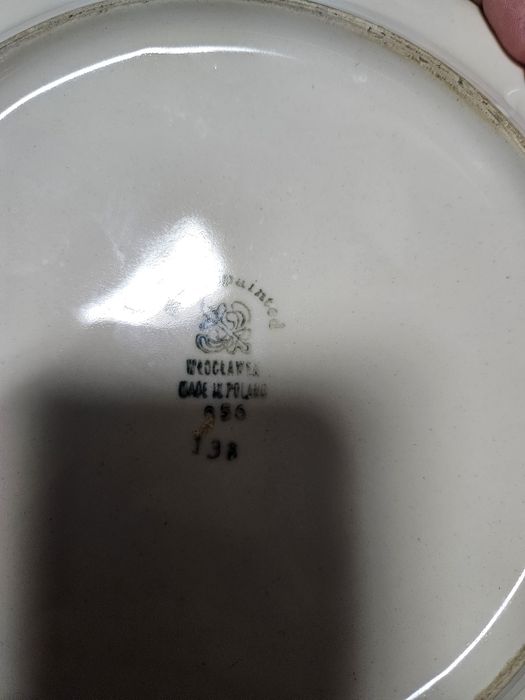 painted
WŁOCŁAWEK
MADE IN POLAND
138